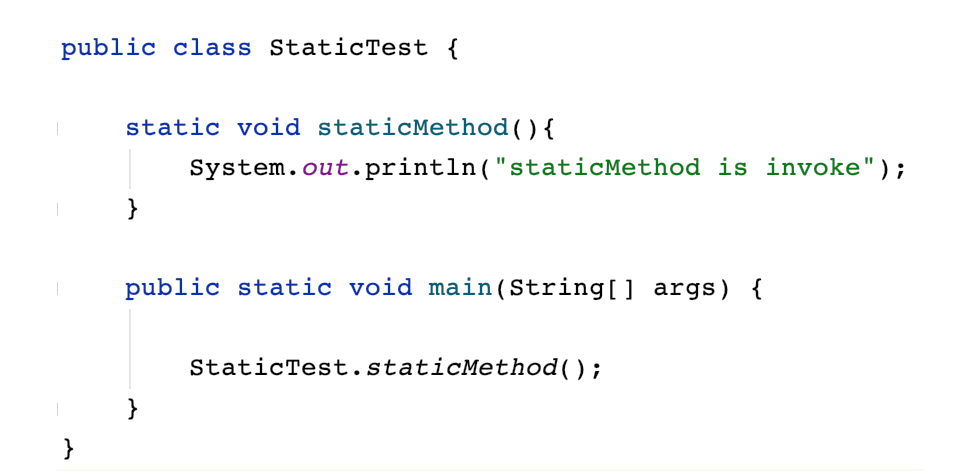 public class StaticTest {
static void staticMethod(){
System.out.println("staticMethod is invoke");
}
public static void main(String[] args) {
StaticTest.staticMethod();
}
}